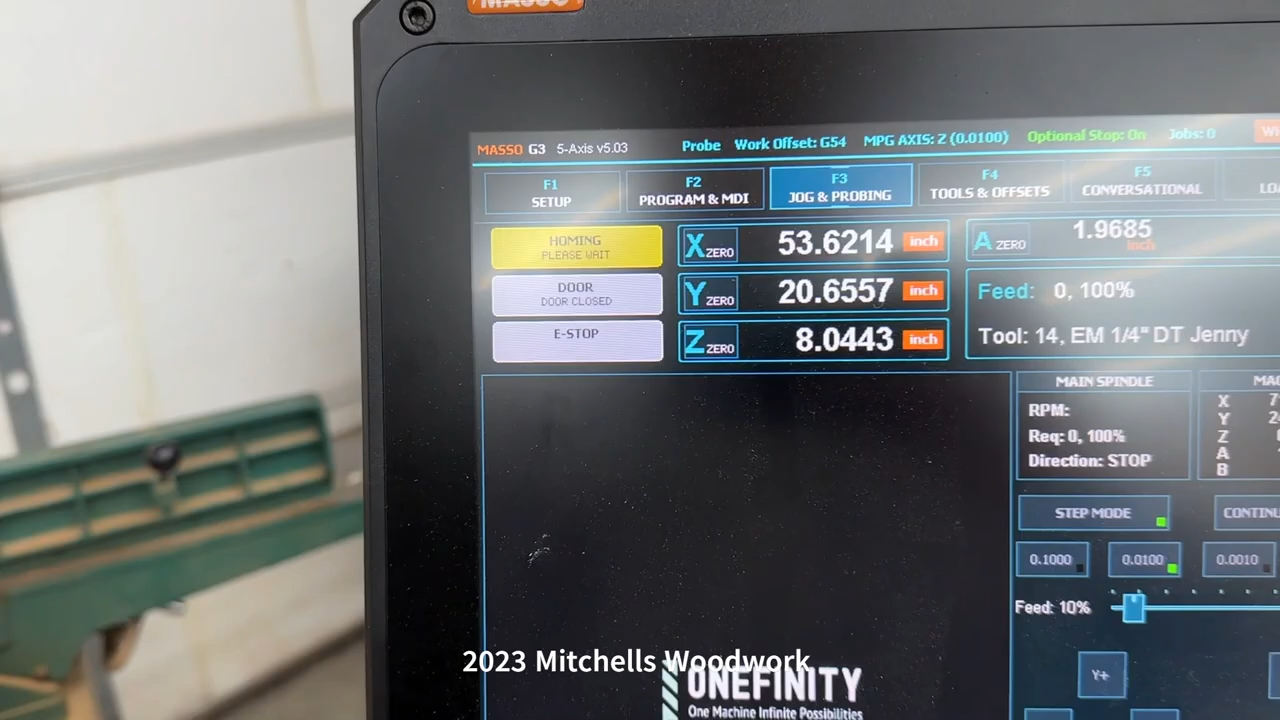 MASSO
MASSO G3 5-Axis v5.03 Probe Work Offset: G54 MPG AXIS: Z (0.0100) Optional Stop: On Jobs: 0
F1 SETUP
F2 PROGRAM & MDI
F3 JOG & PROBING
F4 TOOLS & OFFSETS
F5 CONVERSATIONAL
HOMING
PLEASE WAIT
DOOR
DOOR CLOSED
E-STOP
X ZERO 53.6214 inch
Y ZERO 20.6557 inch
Z ZERO 8.0443 inch
A ZERO 1.9685 inch
Feed: 0, 100%
Tool: 14, EM 1/4" DT Jenny
MAIN SPINDLE
RPM:
Req: 0, 100%
Direction: STOP
X
Y
Z
A
B
STEP MODE
0.1000 0.0100 0.0010
Feed: 10%
Y+
2023 Mitchells Woodwork
ONEFINITY
One Machine Infinite Possibilities